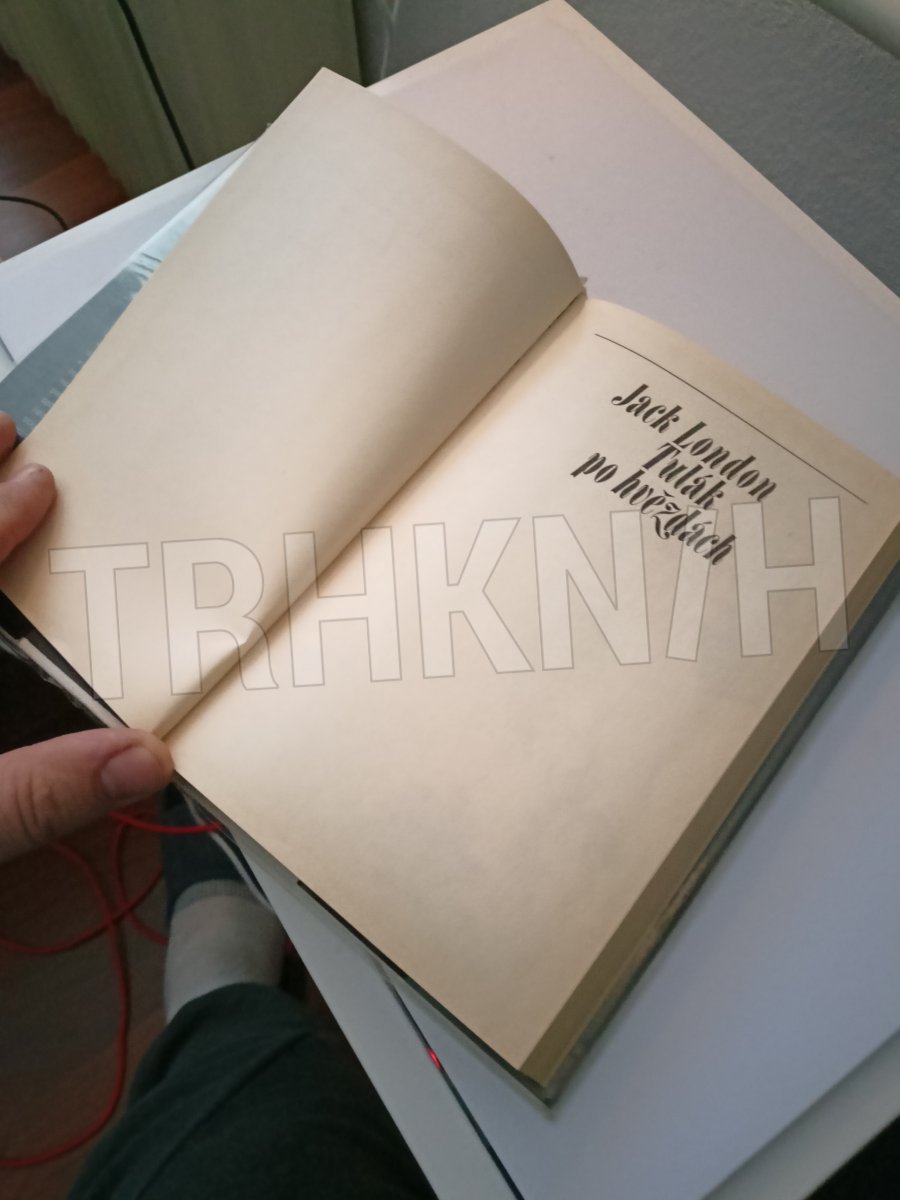 Jack London
Tulák
po hvězdách
TRHKNIH